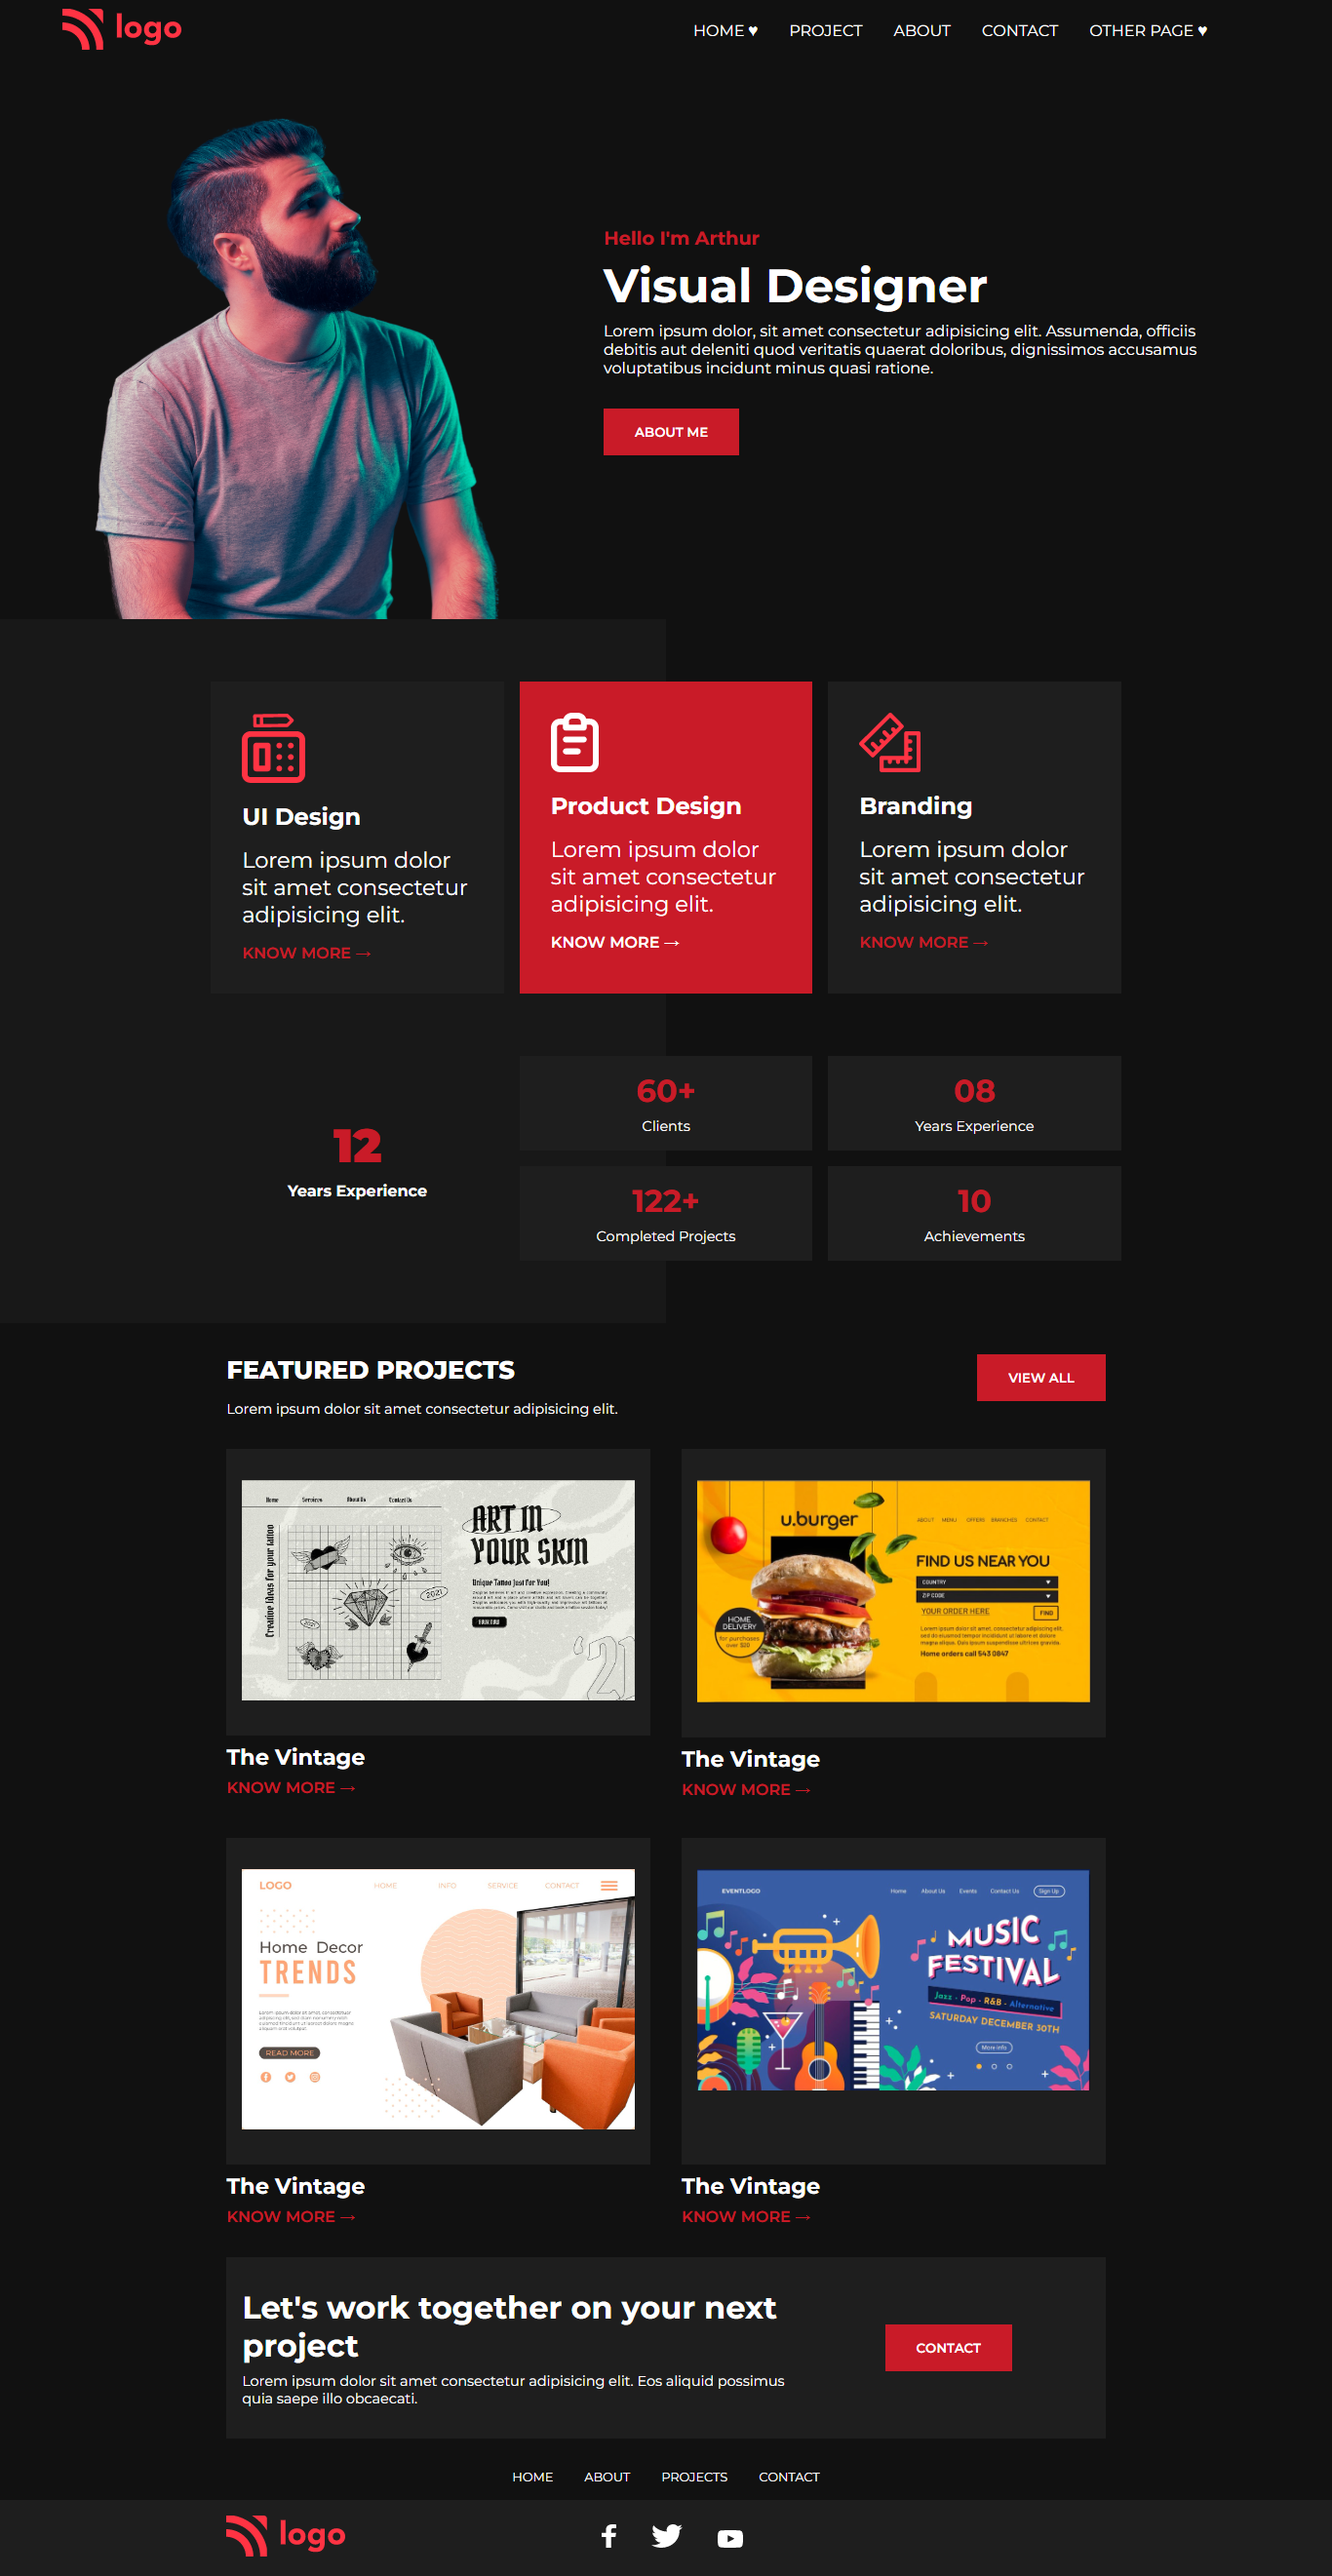 logo
HOME ♥ PROJECT ABOUT CONTACT OTHER PAGE ♥
Hello I'm Arthur
Visual Designer
Lorem ipsum dolor, sit amet consectetur adipisicing elit. Assumenda, officiis
debitis aut deleniti quod veritatis quaerat doloribus, dignissimos accusamus
voluptatibus incidunt minus quasi ratione.
ABOUT ME
UI Design
Lorem ipsum dolor
sit amet consectetur
adipisicing elit.
KNOW MORE →
Product Design
Lorem ipsum dolor
sit amet consectetur
adipisicing elit.
KNOW MORE →
Branding
Lorem ipsum dolor
sit amet consectetur
adipisicing elit.
KNOW MORE →
12
Years Experience
60+
Clients
08
Years Experience
122+
Completed Projects
10
Achievements
FEATURED PROJECTS
Lorem ipsum dolor sit amet consectetur adipisicing elit.
VIEW ALL
Home Services About Us Contact Us
Creative Ideas for your tattoo
2021
2021
ART IN
YOUR SKIN
Unique Tattoo Just For You!
'21
The Vintage
KNOW MORE →
u.burger
ABOUT MENU OFFERS BRANCHES CONTACT
FIND US NEAR YOU
COUNTRY
ZIP CODE
YOUR ORDER HERE
FIND
HOME
DELIVERY
for purchases
over $20
Home orders call 543 0847
The Vintage
KNOW MORE →
LOGO
HOME INFO SERVICE CONTACT
Home Decor
TRENDS
READ MORE
The Vintage
KNOW MORE →
EVENTLOGO
Home About Us Events Contact Us Sign Up
MUSIC
FESTIVAL
Jazz - Pop - R&B - Alternative
SATURDAY DECEMBER 30TH
More info
The Vintage
KNOW MORE →
Let's work together on your next
project
Lorem ipsum dolor sit amet consectetur adipisicing elit. Eos aliquid possimus
quia saepe illo obcaecati.
CONTACT
HOME ABOUT PROJECTS CONTACT
logo